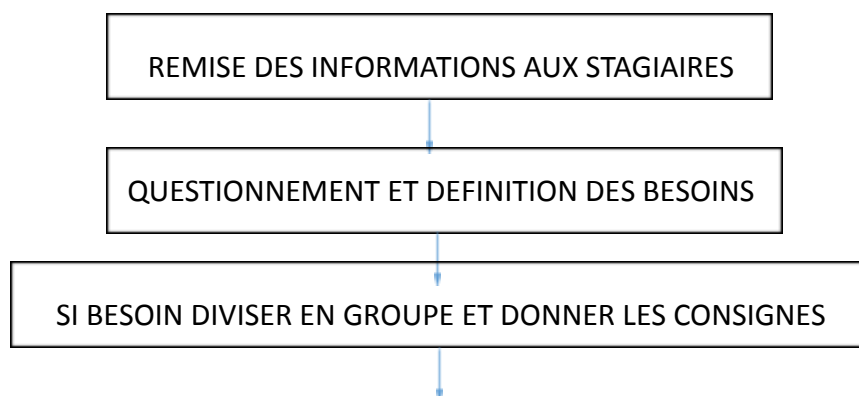 REMISE DES INFORMATIONS AUX STAGIAIRES
QUESTIONNEMENT ET DEFINITION DES BESOINS
SI BESOIN DIVISER EN GROUPE ET DONNER LES CONSIGNES